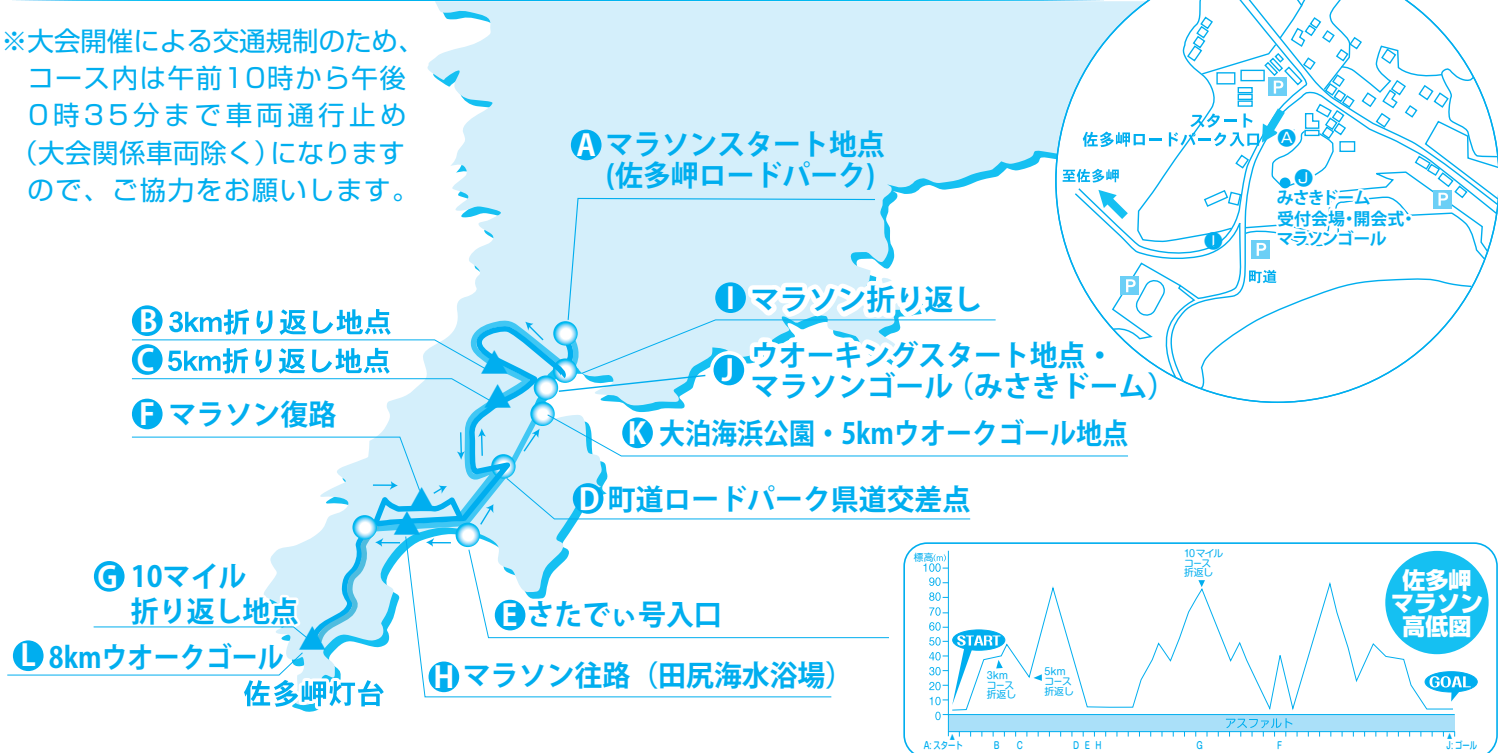 ※大会開催による交通規制のため、
コース内は午前10時から午後
0時35分まで車両通行止め
(大会関係車両除く)になります
ので、ご協力をお願いします。
A マラソンスタート地点
(佐多岬ロードパーク)
B 3km折り返し地点
C 5km折り返し地点
F マラソン復路
I マラソン折り返し
J ウオーキングスタート地点・
マラソンゴール(みさきドーム)
K 大泊海浜公園・5kmウオークゴール地点
D 町道ロードパーク県道交差点
G 10マイル
折り返し地点
E さたでぃ号入口
L 8kmウオークゴール
H マラソン往路(田尻海水浴場)
佐多岬灯台
P
スタート
佐多岬ロードパーク入口
A
至佐多岬
J
みさきドーム
受付会場・開会式・
マラソンゴール
P
I
P
町道
P
佐多岬
マラソン
高低図
標高(m)
100
90
80
70
60
50
40
30
20
10
0
START
3km
コース
折返し
5km
コース
折返し
10マイル
コース
折返し
GOAL
アスファルト
A:スタート B C D E H G F J:ゴール